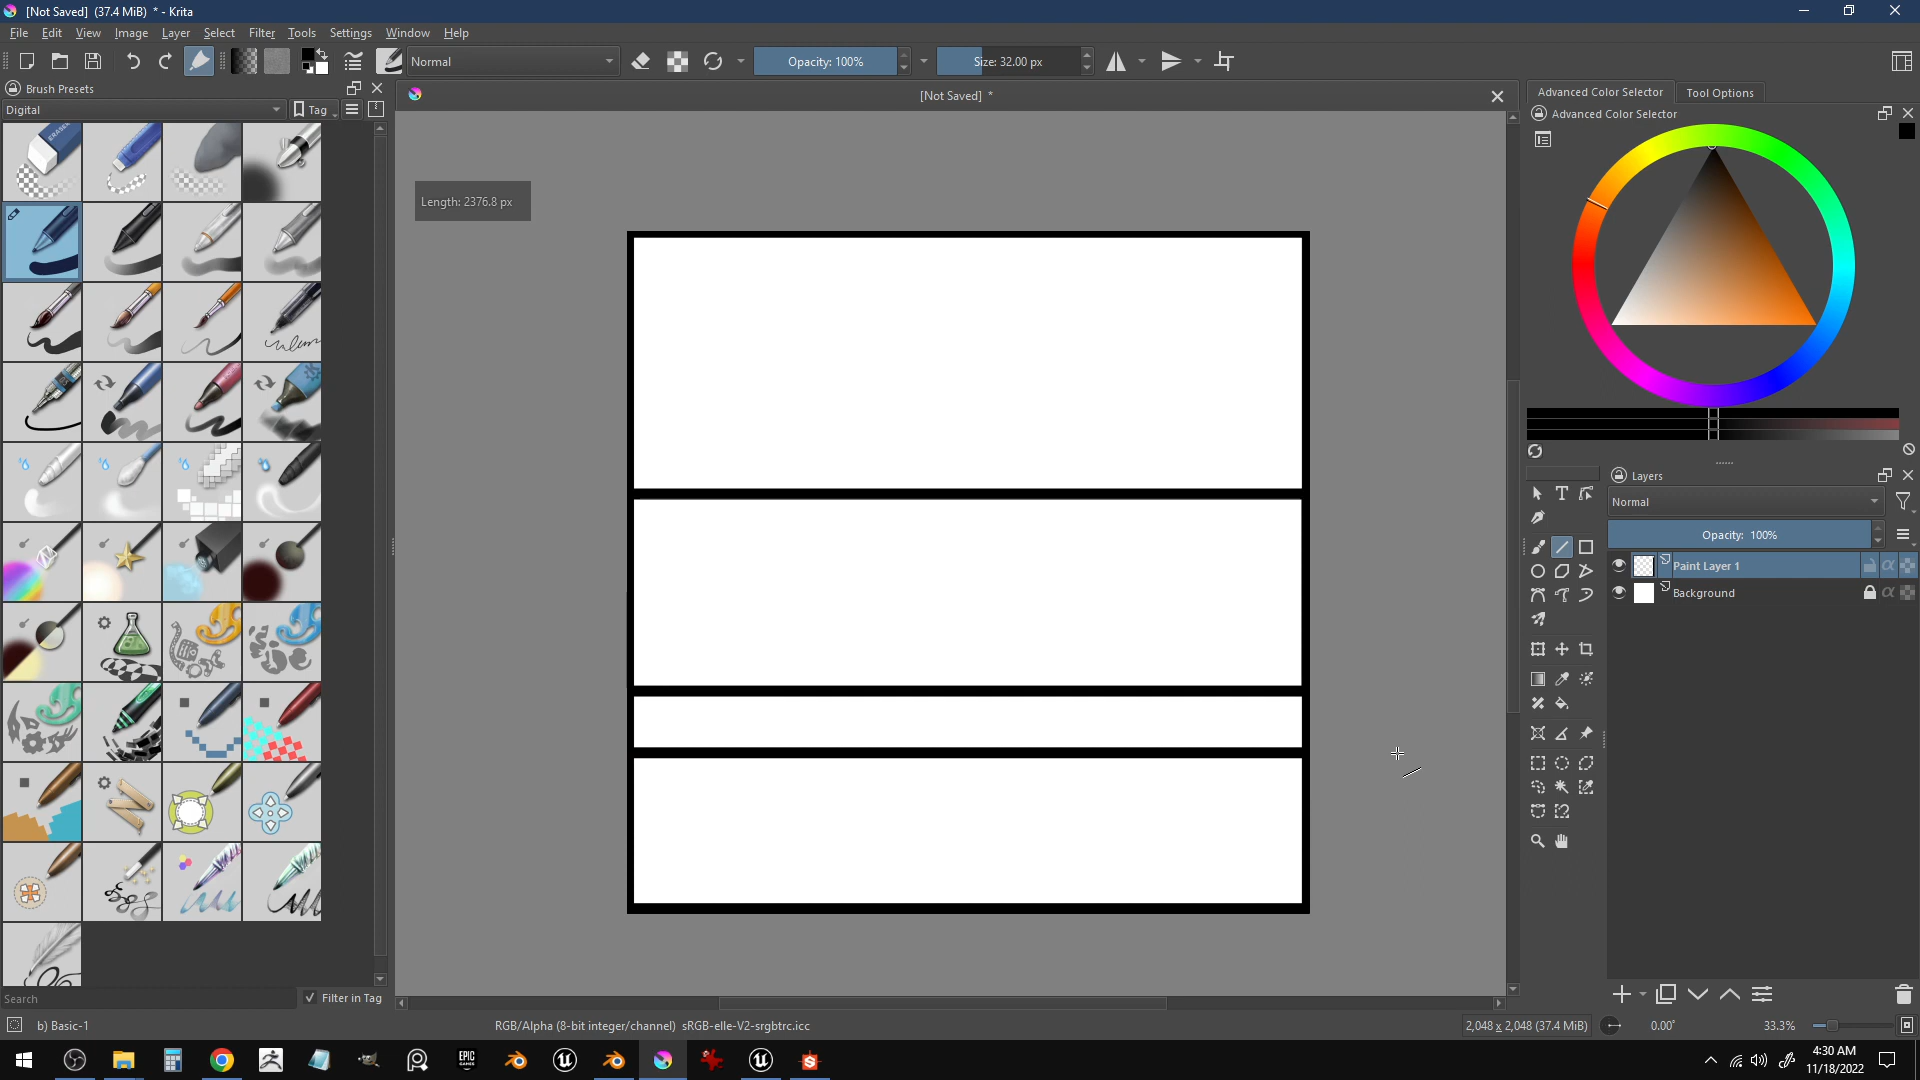 [Not Saved]  (37.4 MiB)  * - Krita
File Edit View Image Layer Select Filter Tools Settings Window Help
Normal
Opacity: 100%
Size: 32.00 px
Brush Presets
[Not Saved]  *
Advanced Color Selector
Tool Options
Digital
Tag
Advanced Color Selector
ERASER
Length: 2376.8 px
Layers
Normal
Opacity:  100%
Paint Layer 1
Background
Search
Filter in Tag
b) Basic-1
RGB/Alpha (8-bit integer/channel)  sRGB-elle-V2-srgbtrc.icc
2,048 x 2,048 (37.4 MiB)
0.00°
33.3%
EPIC
GAMES
4:30 AM
11/18/2022